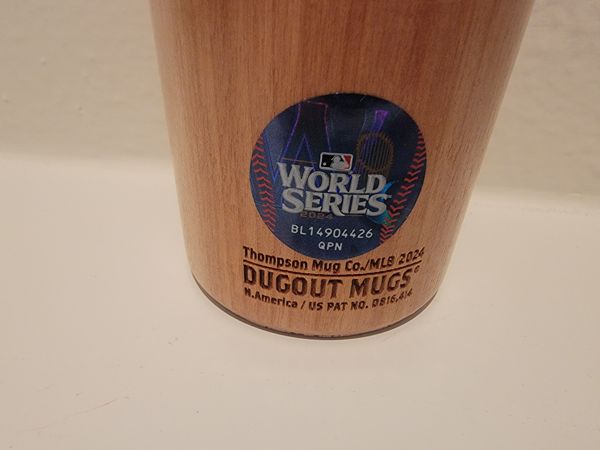 WORLD
SERIES
2024
BL14904426
QPN
Thompson Mug Co./MLB 2024
DUGOUT MUGS®
N.America / US PAT NO. D816,414